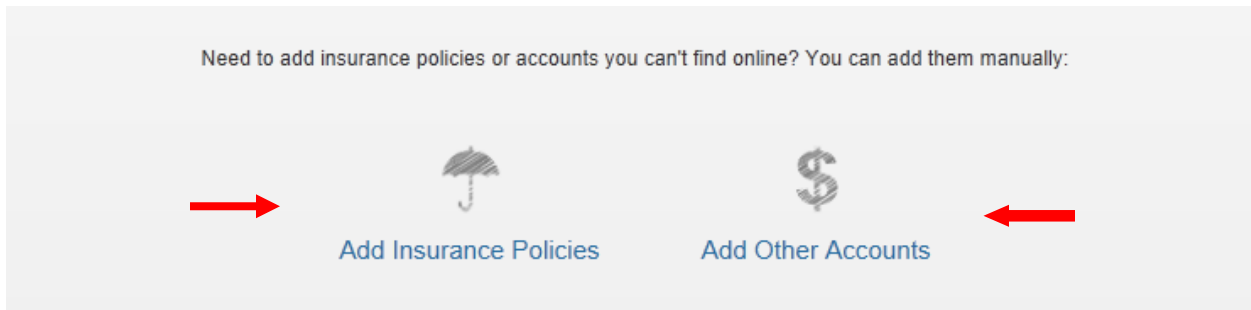 Need to add insurance policies or accounts you can't find online? You can add them manually:
Add Insurance Policies
Add Other Accounts